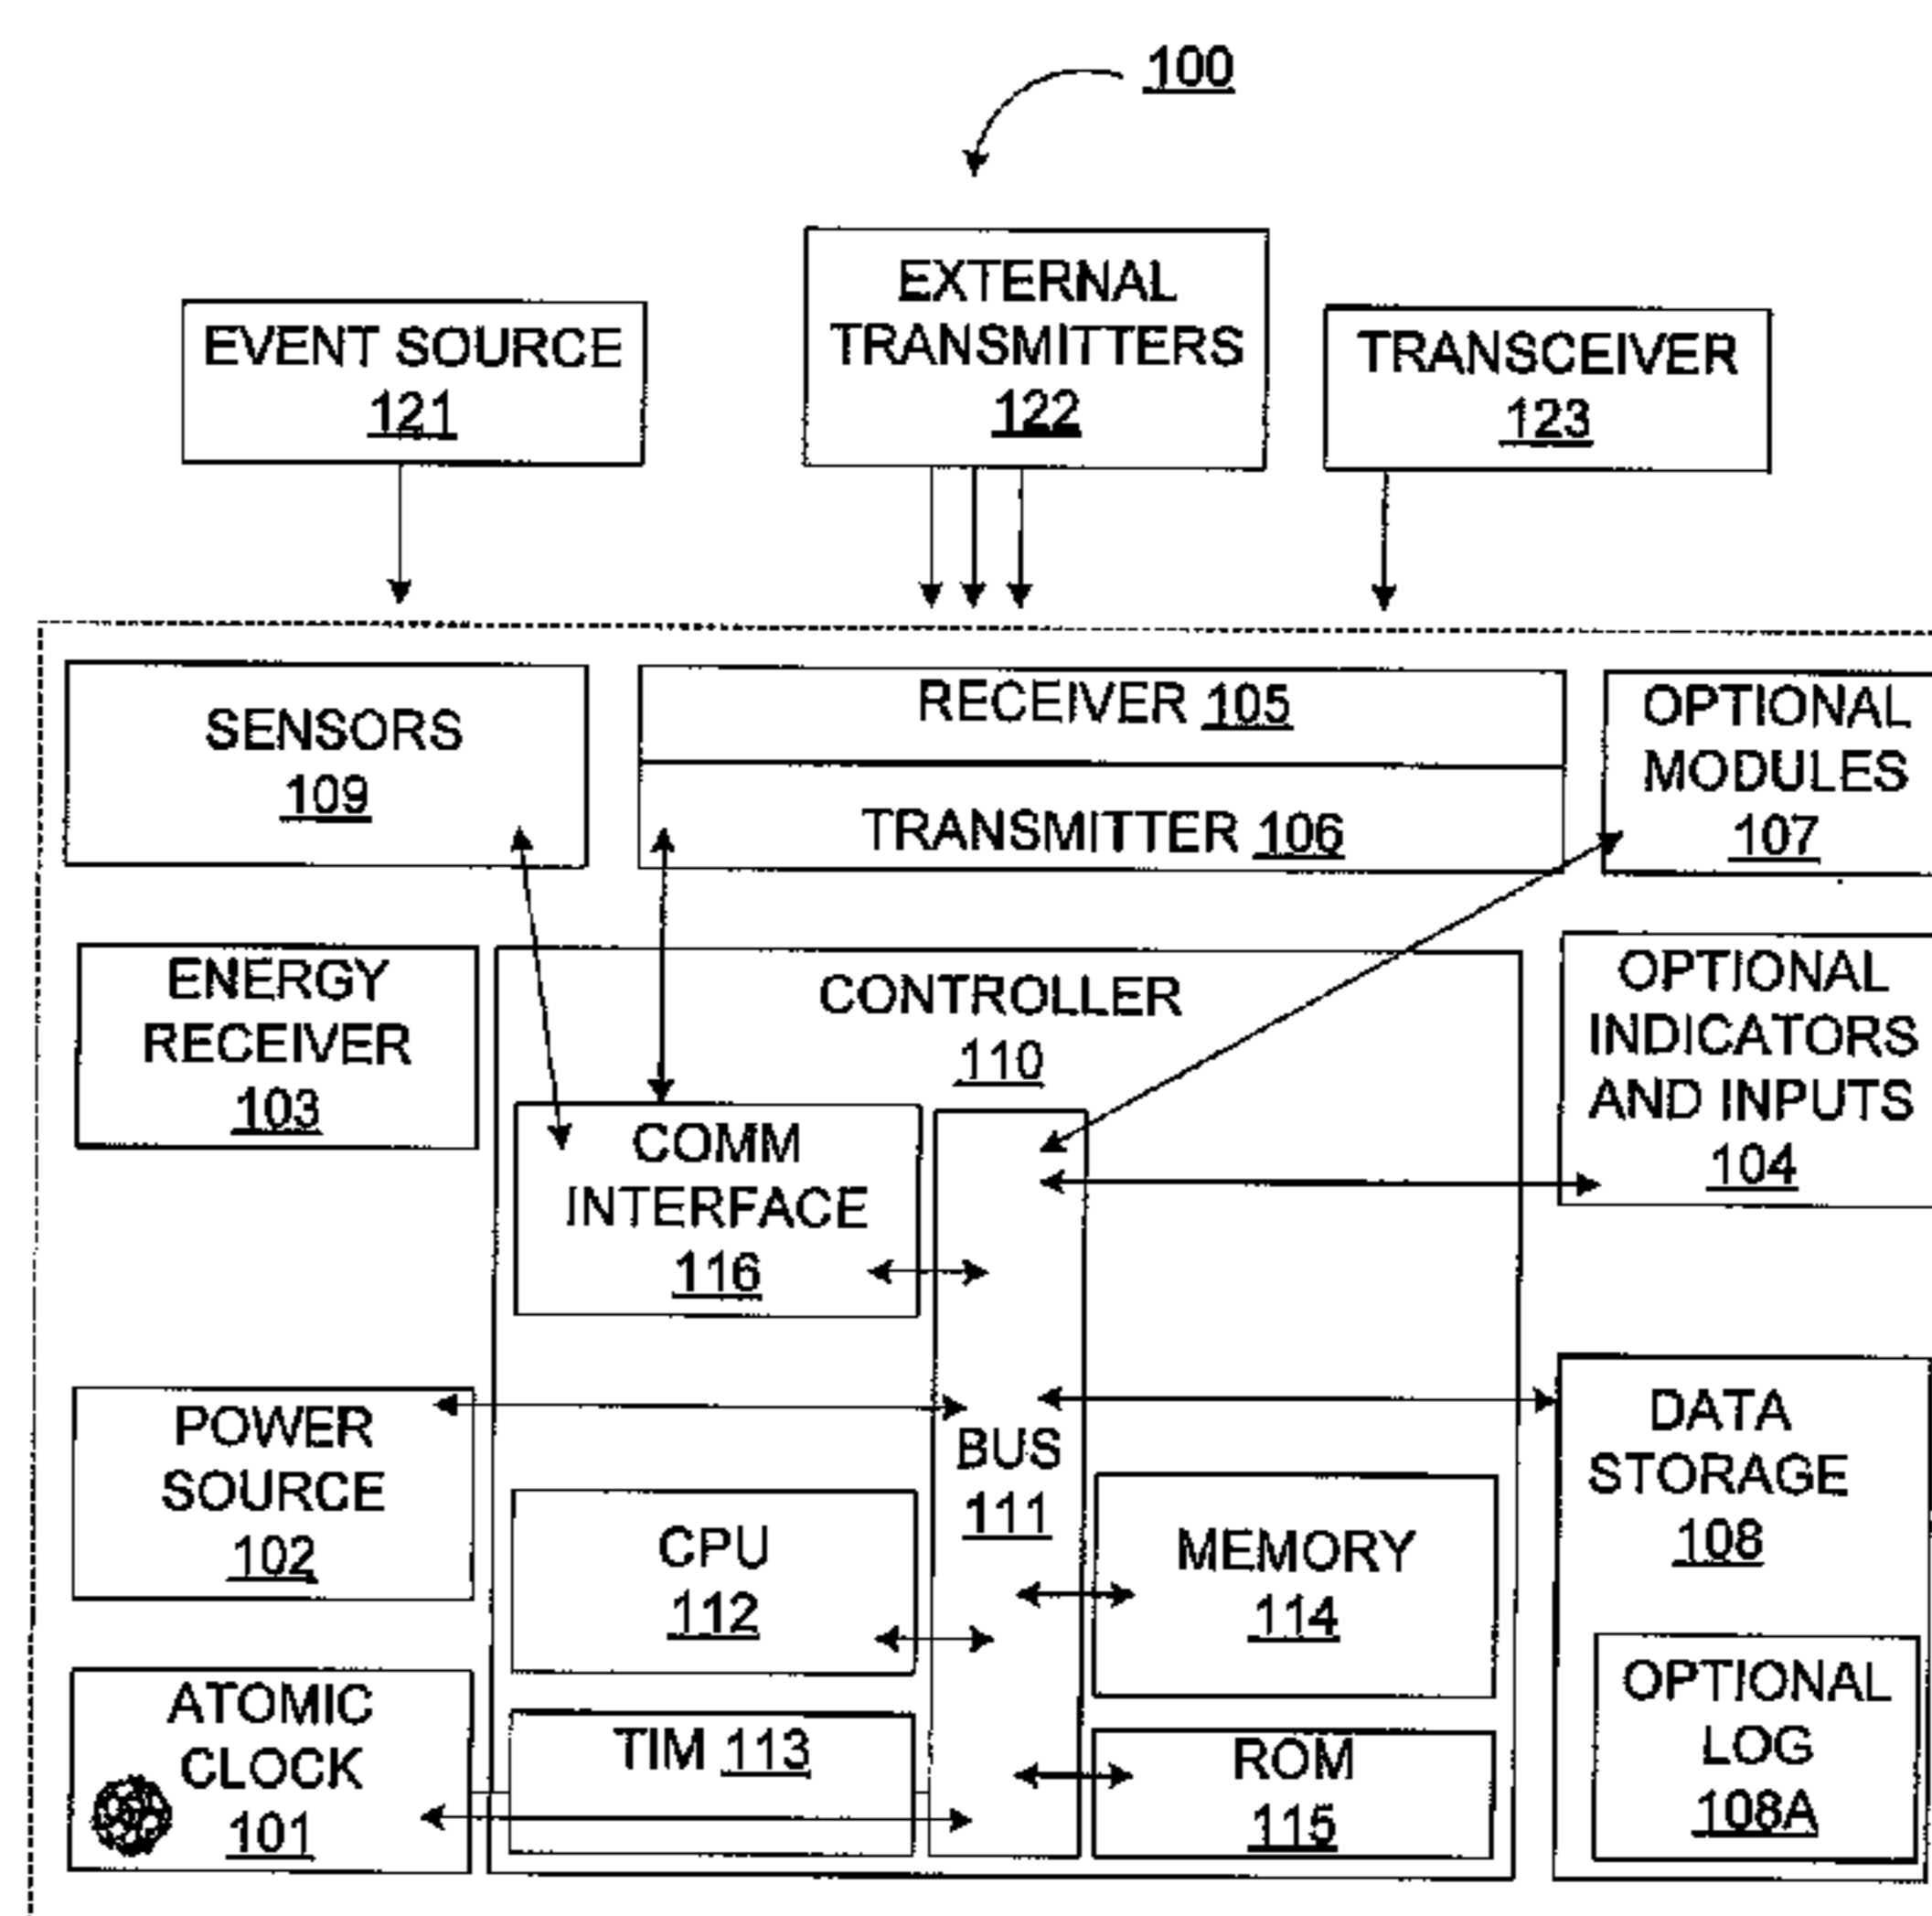 100
EXTERNAL
TRANSMITTERS
122
EVENT SOURCE
121
TRANSCEIVER
123
SENSORS
109
RECEIVER 105
TRANSMITTER 106
OPTIONAL
MODULES
107
ENERGY
RECEIVER
103
CONTROLLER
110
OPTIONAL
INDICATORS
AND INPUTS
104
COMM
INTERFACE
116
POWER
SOURCE
102
BUS
111
DATA
STORAGE
108
CPU
112
MEMORY
114
ATOMIC
CLOCK
101
TIM 113
ROM
115
OPTIONAL
LOG
108A